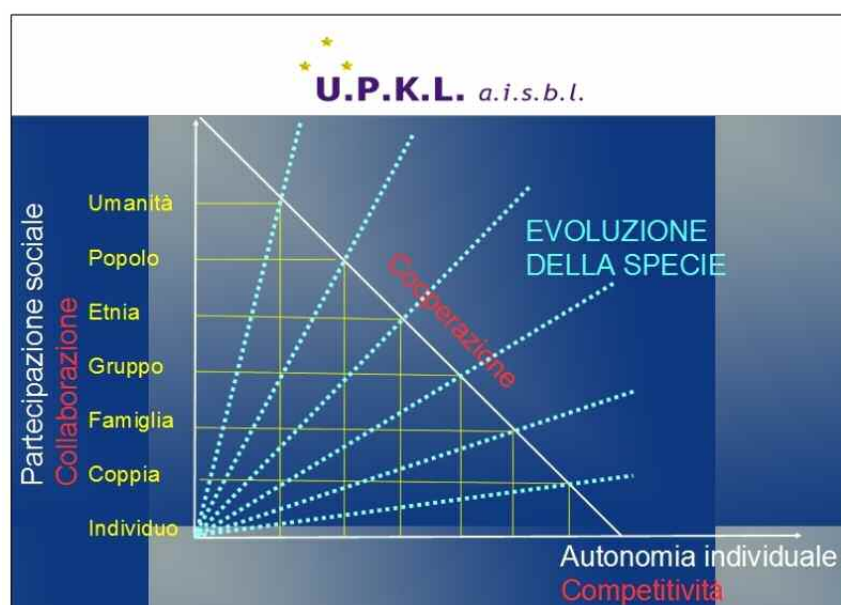 U.P.K.L. a.i.s.b.l.
Partecipazione sociale
Collaborazione
Umanità
Popolo
Etnia
Gruppo
Famiglia
Coppia
Individuo
Cooperazione
EVOLUZIONE
DELLA SPECIE
Autonomia individuale
Competitività